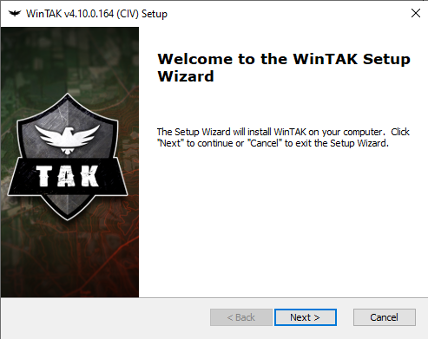 WinTAK v4.10.0.164 (CIV) Setup
Welcome to the WinTAK Setup
Wizard
The Setup Wizard will install WinTAK on your computer. Click
"Next" to continue or "Cancel" to exit the Setup Wizard.
TAK
< Back
Next >
Cancel